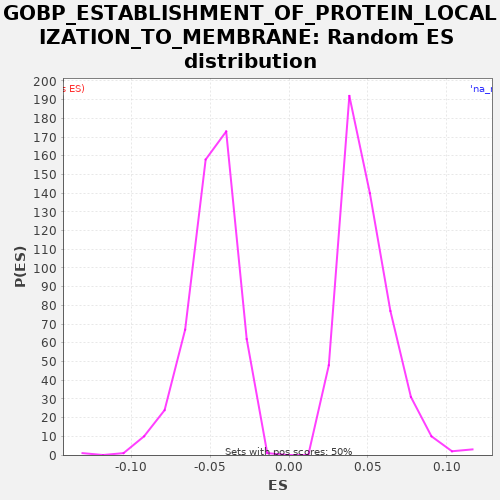 GOBP_ESTABLISHMENT_OF_PROTEIN_LOCAL
IZATION_TO_MEMBRANE: Random ES
distribution
s ES)
'na_
200
190
180
170
160
150
140
130
120
110
100
90
80
70
60
50
40
30
20
10
0
P(ES)
Sets with pos scores: 50%
-0.10 -0.05 0.00 0.05 0.10
ES